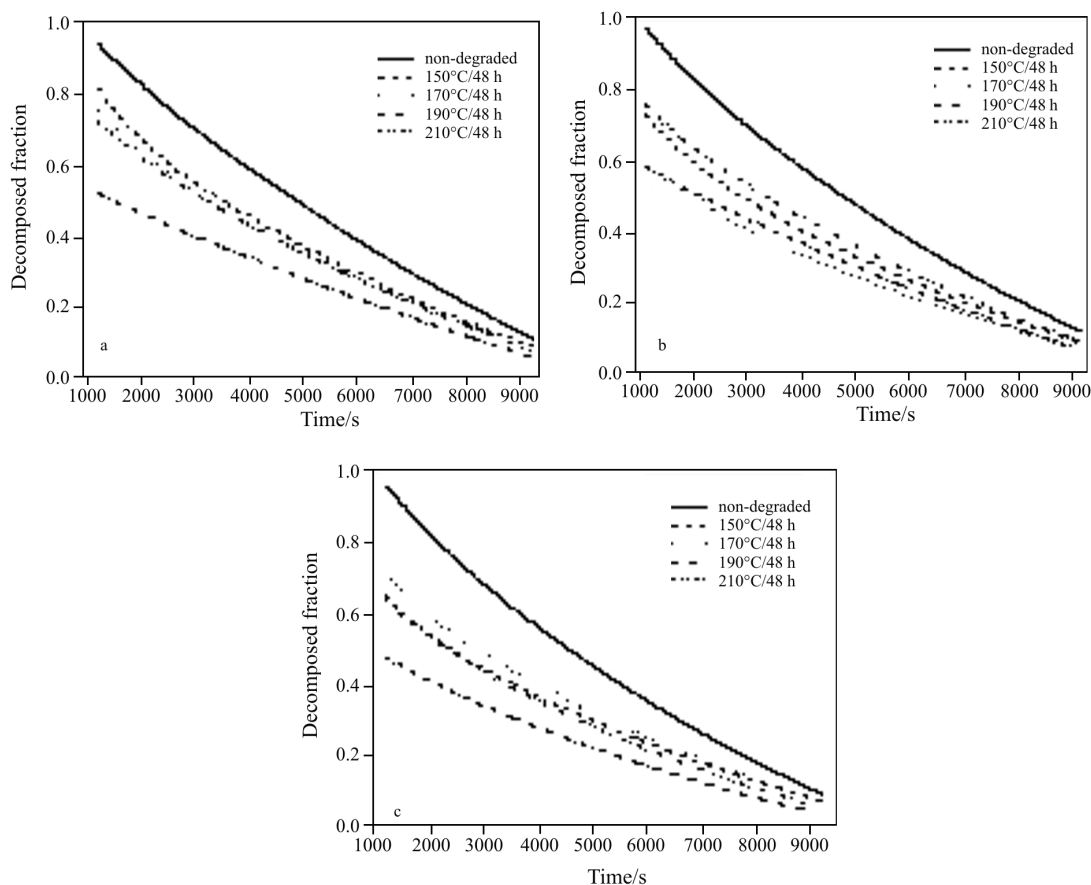 1.0
0.8
0.6
0.4
0.2
0.0
Decomposed fraction
non-degraded
150°C/48 h
170°C/48 h
190°C/48 h
210°C/48 h
a
1000 2000 3000 4000 5000 6000 7000 8000 9000
Time/s
1.0
0.8
0.6
0.4
0.2
0.0
Decomposed fraction
non-degraded
150°C/48 h
170°C/48 h
190°C/48 h
210°C/48 h
b
1000 2000 3000 4000 5000 6000 7000 8000 9000
Time/s
1.0
0.8
0.6
0.4
0.2
0.0
Decomposed fraction
non-degraded
150°C/48 h
170°C/48 h
190°C/48 h
210°C/48 h
c
1000 2000 3000 4000 5000 6000 7000 8000 9000
Time/s